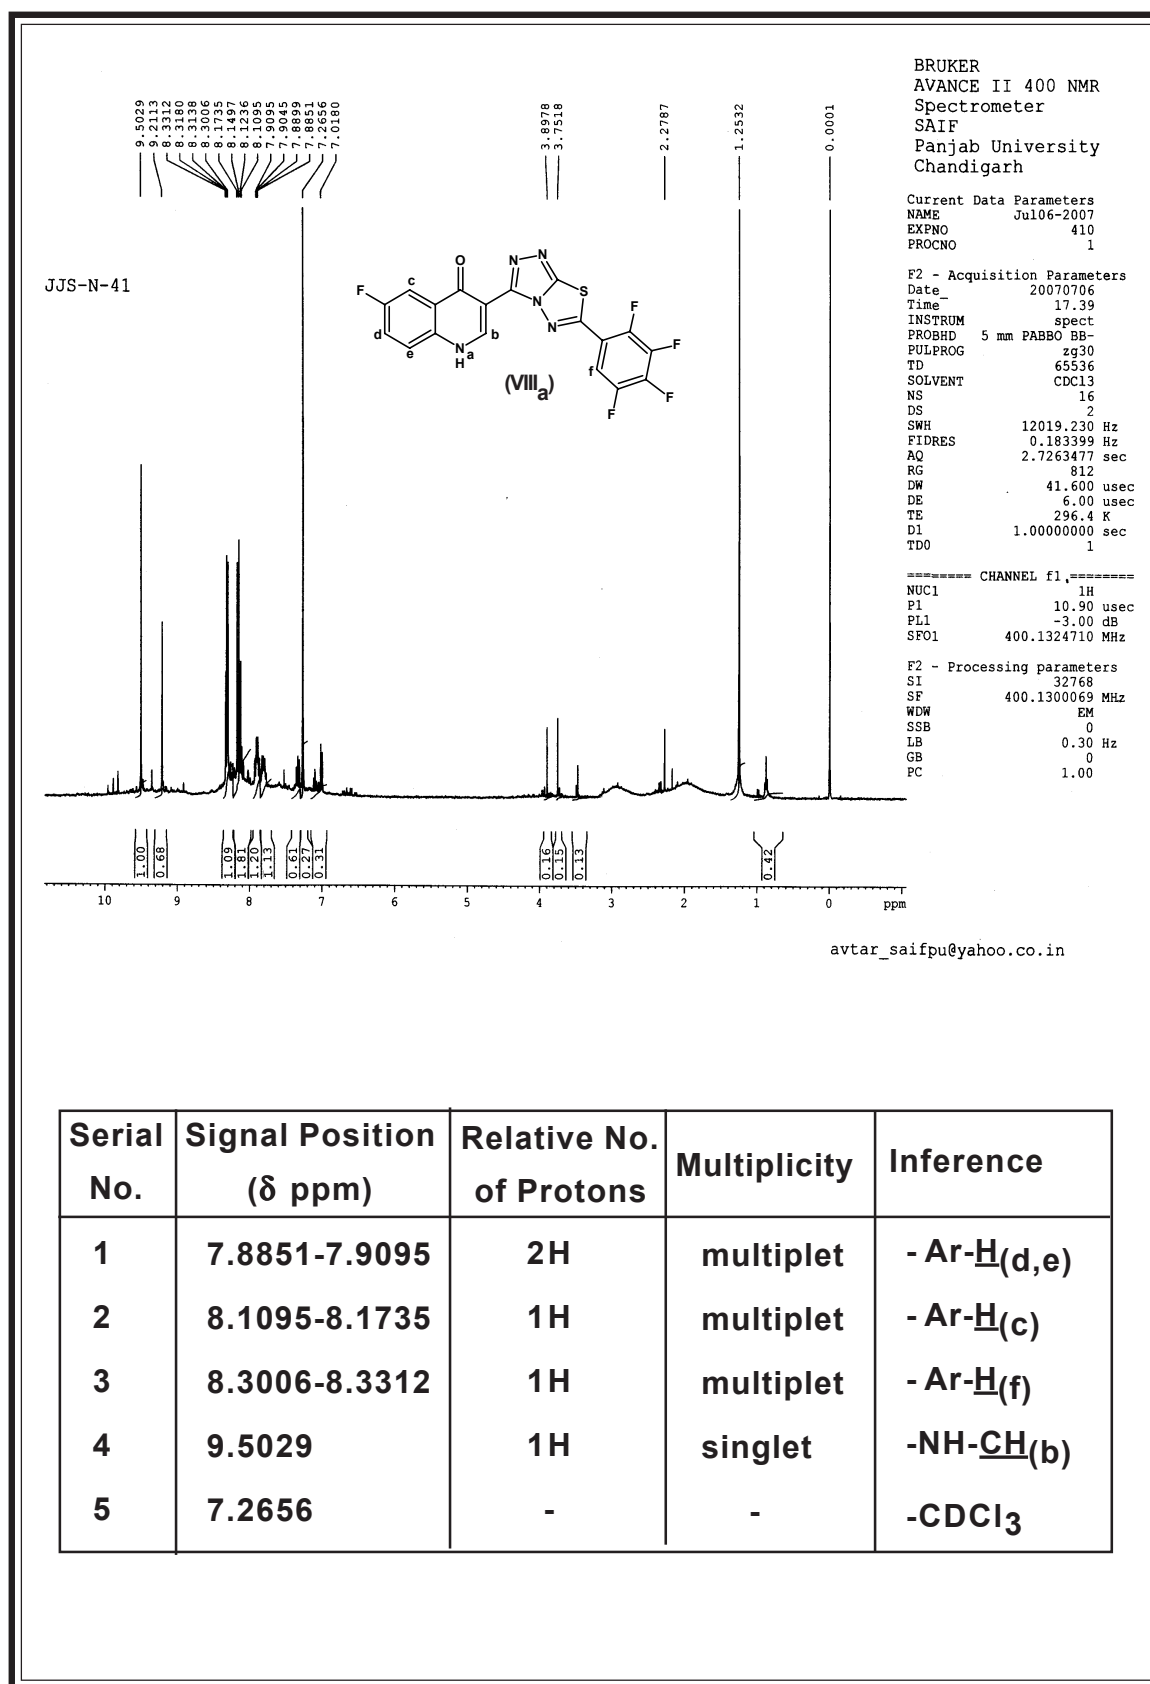 BRUKER
AVANCE II 400 NMR
Spectrometer
SAIF
Panjab University
Chandigarh
9.5029
9.2113
8.3312
8.3180
8.3138
8.3006
8.1735
8.1497
8.1236
8.1095
7.9095
7.9045
7.8899
7.8851
7.2656
7.0180
3.8978
3.7518
2.2787
1.2532
0.0001
JJS-N-41
O
N
N
N
N
S
F
c
d
e
N
H
a
b
f
F
F
F
F
(VIIIa)
Current Data Parameters
NAME Jul06-2007
EXPNO 410
PROCNO 1
F2 - Acquisition Parameters
Date_ 20070706
Time 17.39
INSTRUM spect
PROBHD 5 mm PABBO BB-
PULPROG zg30
TD 65536
SOLVENT CDCl3
NS 16
DS 2
SWH 12019.230 Hz
FIDRES 0.183399 Hz
AQ 2.7263477 sec
RG 812
DW 41.600 usec
DE 6.00 usec
TE 296.4 K
D1 1.00000000 sec
TD0 1
======== CHANNEL f1 ========
NUC1 1H
P1 10.90 usec
PL1 -3.00 dB
SFO1 400.1324710 MHz
F2 - Processing parameters
SI 32768
SF 400.1300069 MHz
WDW EM
SSB 0
LB 0.30 Hz
GB 0
PC 1.00
1.00
0.68
1.09
1.81
1.20
1.13
0.61
0.27
0.31
0.16
0.15
0.13
0.42
10 9 8 7 6 5 4 3 2 1 0 ppm
avtar_saifpu@yahoo.co.in
Serial No. Signal Position (δ ppm) Relative No. of Protons Multiplicity Inference
1 7.8851-7.9095 2H multiplet - Ar-H(d,e)
2 8.1095-8.1735 1H multiplet - Ar-H(c)
3 8.3006-8.3312 1H multiplet - Ar-H(f)
4 9.5029 1H singlet -NH-CH(b)
5 7.2656 - - -CDCl3